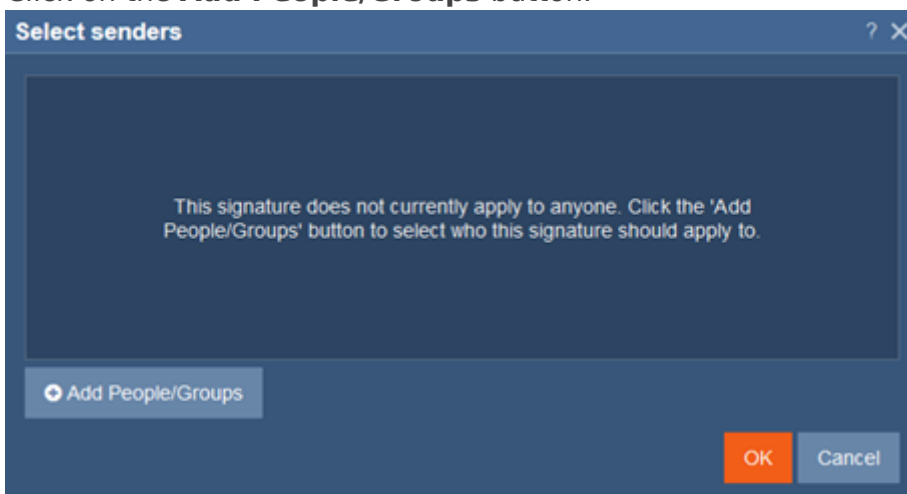 Click on the Add People/Groups button.
Select senders ? X
This signature does not currently apply to anyone. Click the 'Add
People/Groups' button to select who this signature should apply to.
Add People/Groups
OK Cancel